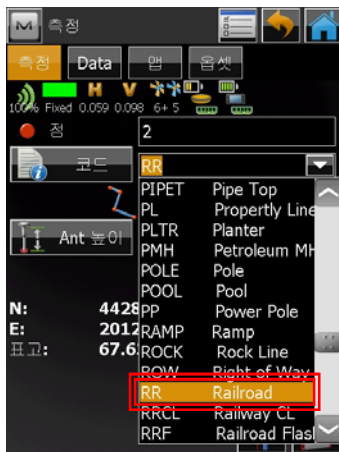 M 측정
측정 Data 맵 옵셋
H V
100% Fixed 0.059 0.098 6+ 5
점 2
코드 RR
PIPET Pipe Top
PL Propertly Line
PLTR Planter
Ant 높이 PMH Petroleum MH
POLE Pole
POOL Pool
N: 4428 PP Power Pole
E: 2012 RAMP Ramp
표고: 67.6 ROCK Rock Line
ROW Right of Way
RR Railroad
RRCL Railway CL
RRF Railroad Flas